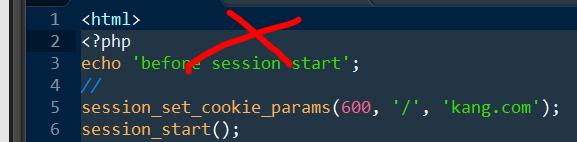 1 <html>
2 <?php
3 echo 'before session start';
4 //
5 session_set_cookie_params(600, '/', 'kang.com');
6 session_start();